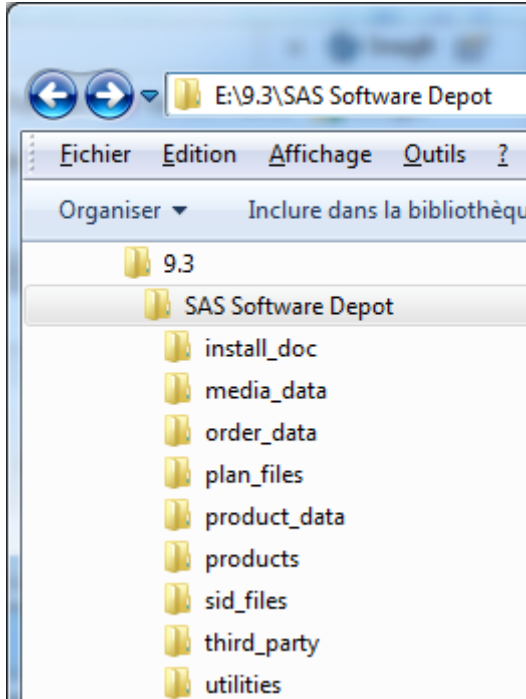 E:\9.3\SAS Software Depot
Fichier Edition Affichage Outils ?
Organiser Inclure dans la bibliothèqu
9.3
SAS Software Depot
install_doc
media_data
order_data
plan_files
product_data
products
sid_files
third_party
utilities